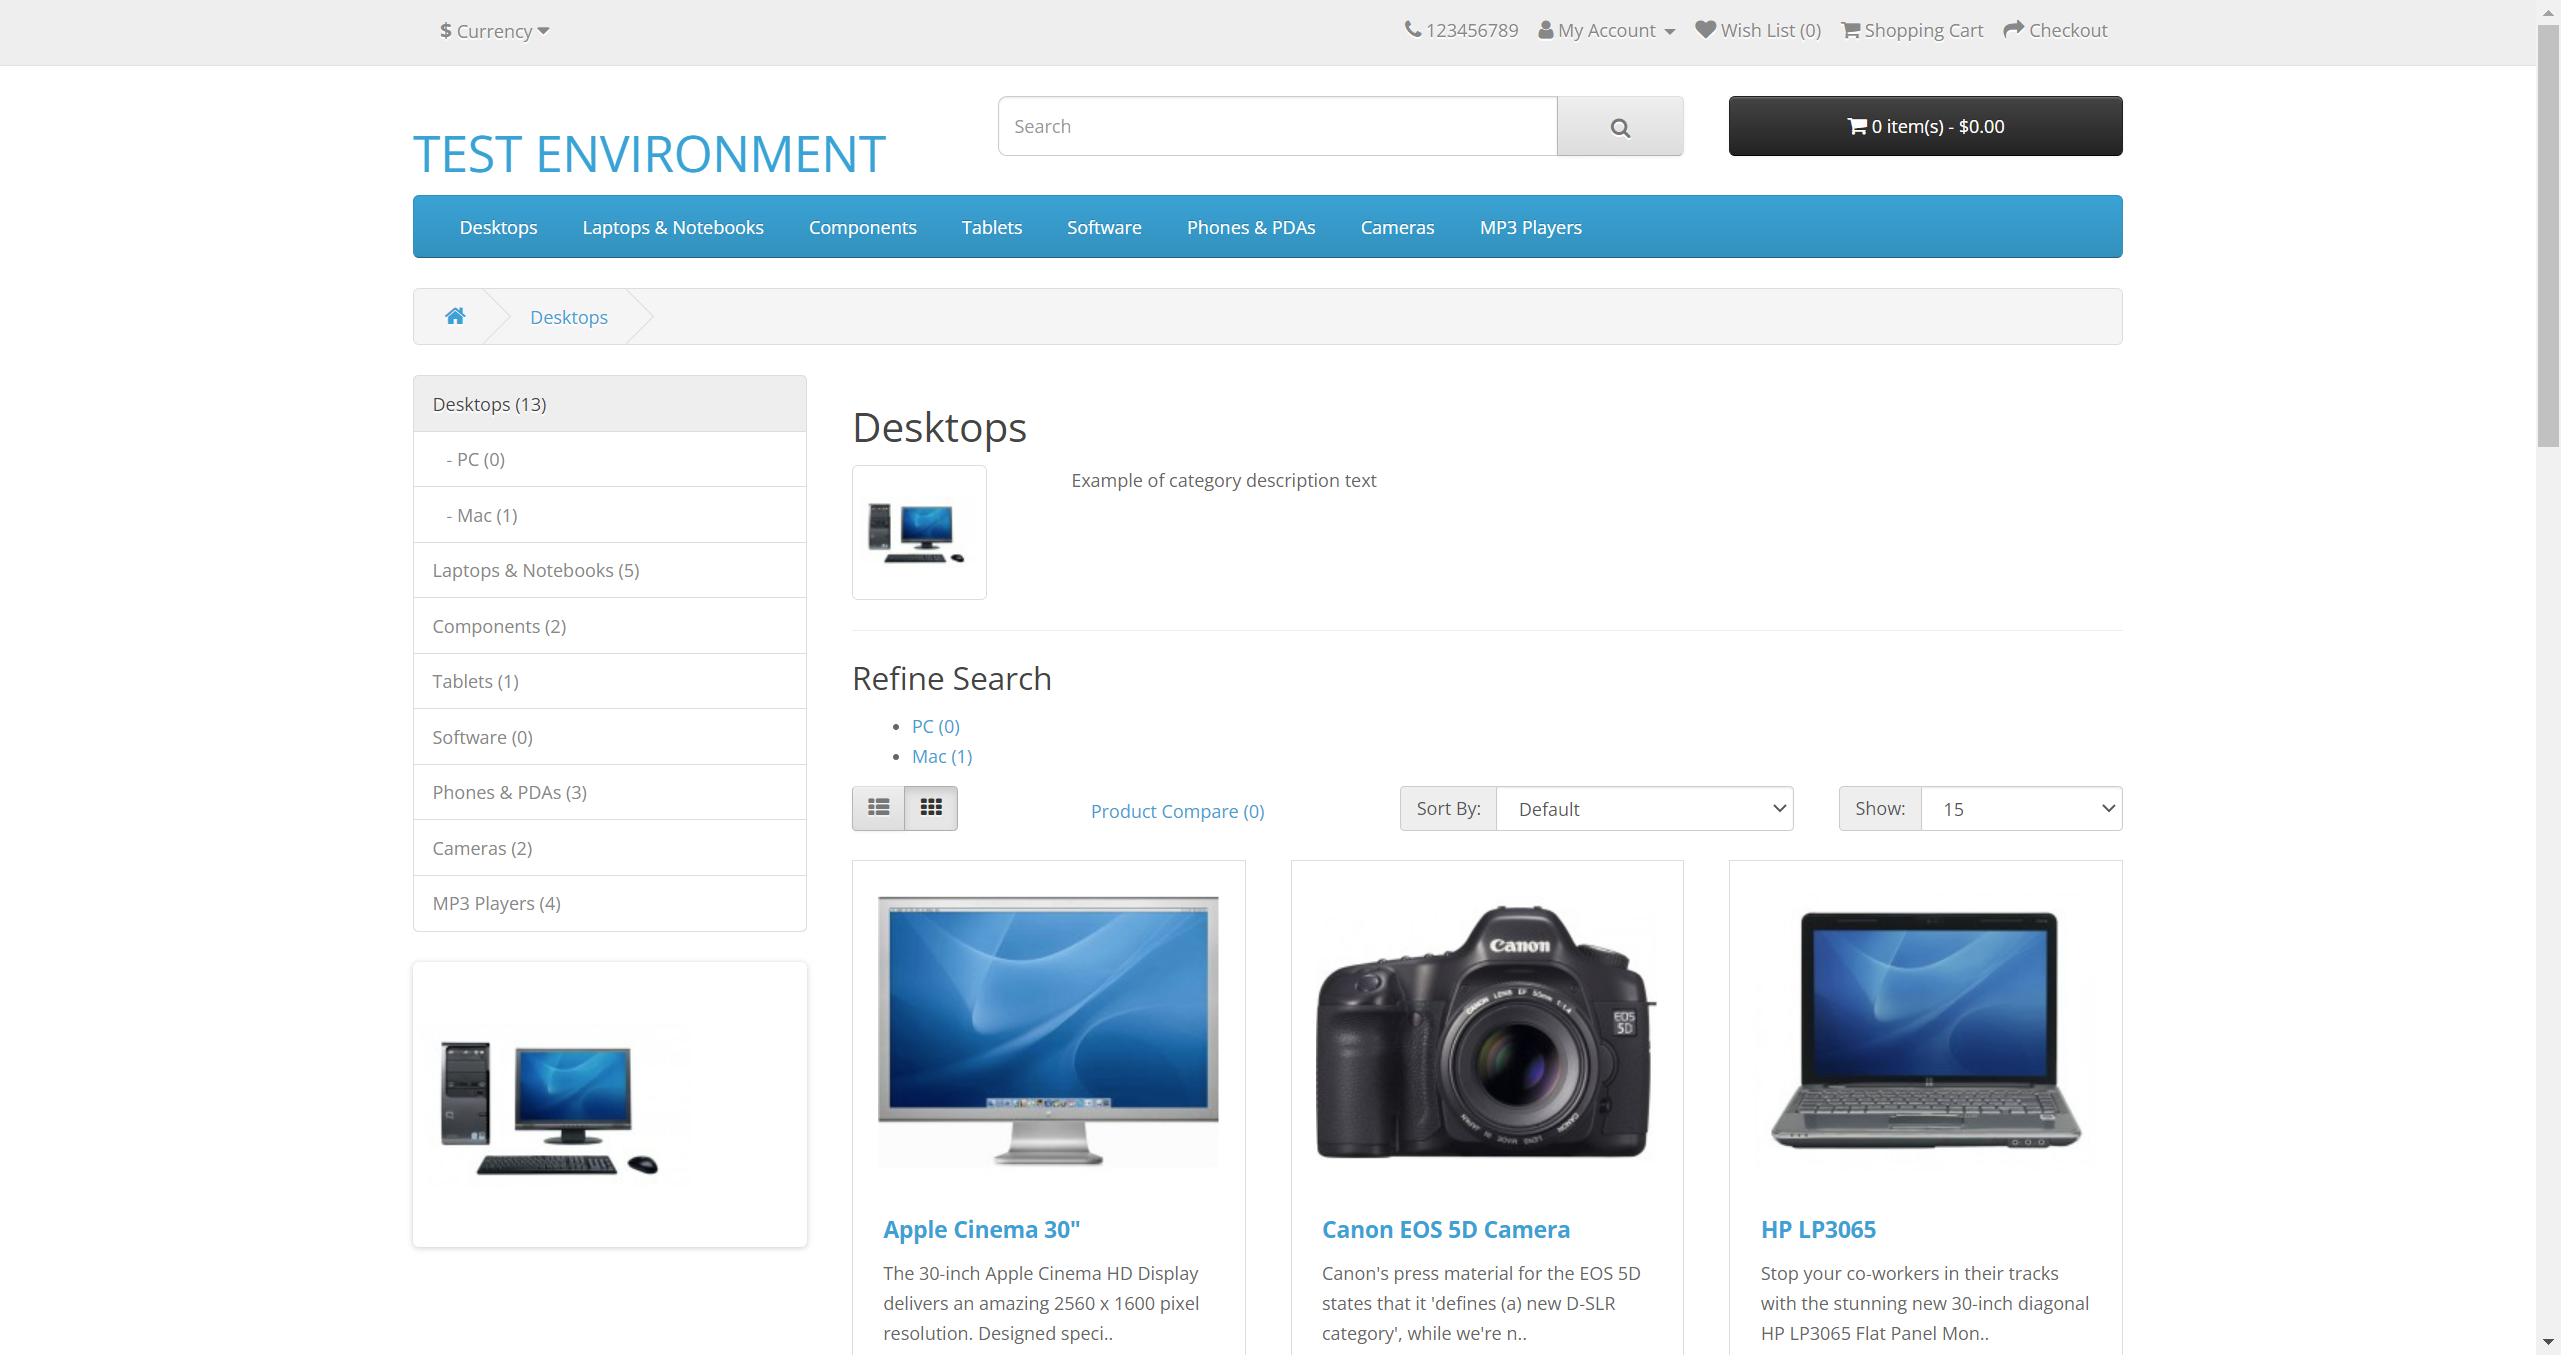 $ Currency
123456789 My Account Wish List (0) Shopping Cart Checkout
TEST ENVIRONMENT
Search
0 item(s) - $0.00
Desktops Laptops & Notebooks Components Tablets Software Phones & PDAs Cameras MP3 Players
Desktops
Desktops (13)
- PC (0)
- Mac (1)
Laptops & Notebooks (5)
Components (2)
Tablets (1)
Software (0)
Phones & PDAs (3)
Cameras (2)
MP3 Players (4)
Desktops
Example of category description text
Refine Search
PC (0)
Mac (1)
Product Compare (0)
Sort By: Default
Show: 15
Canon
EOS
5D
Apple Cinema 30"
The 30-inch Apple Cinema HD Display
delivers an amazing 2560 x 1600 pixel
resolution. Designed speci..
Canon EOS 5D Camera
Canon's press material for the EOS 5D
states that it 'defines (a) new D-SLR
category', while we're n..
HP LP3065
Stop your co-workers in their tracks
with the stunning new 30-inch diagonal
HP LP3065 Flat Panel Mon..